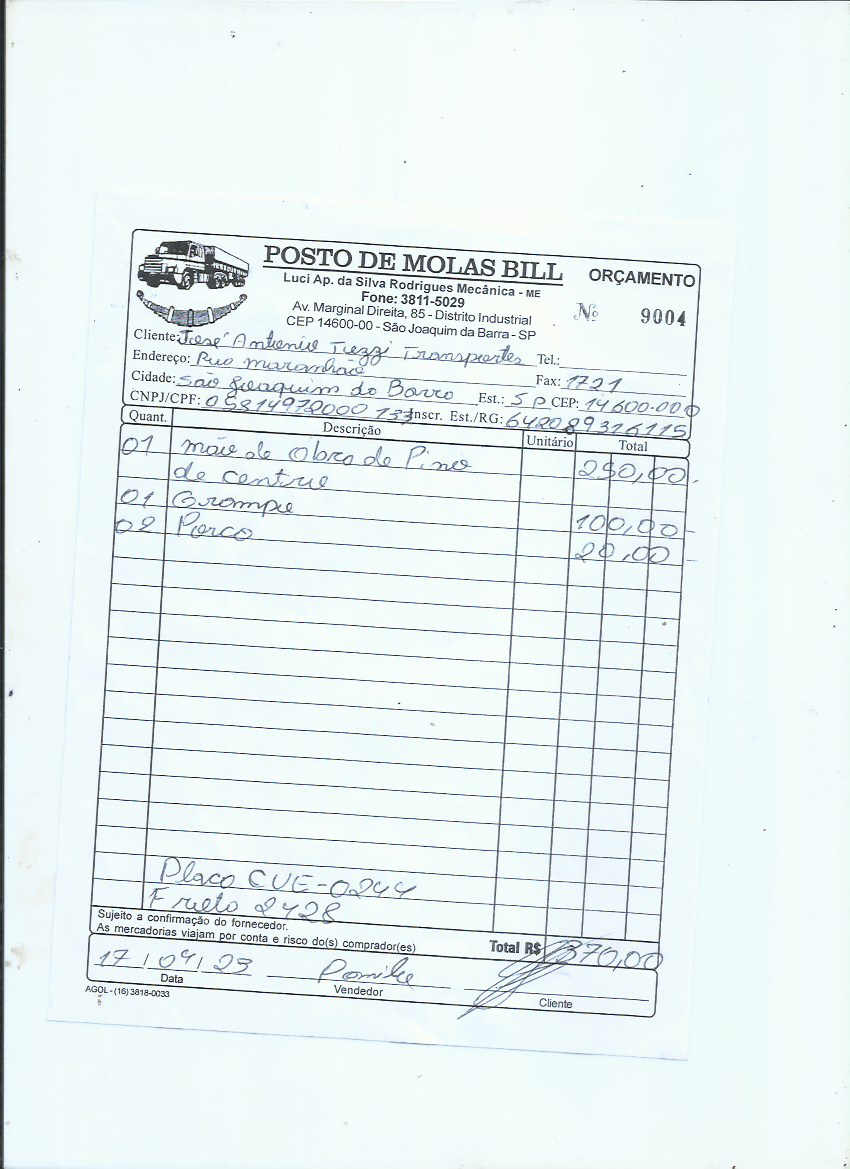 POSTO DE MOLAS BILL
ORÇAMENTO
Luci Ap. da Silva Rodrigues Mecânica - ME
Fone: 3811-5029
Nº 9004
Av. Marginal Direita, 85 - Distrito Industrial
CEP 14600-00 - São Joaquim da Barra - SP
Cliente: José Antonio Tezzi Transportes Tel.:
Endereço: Rua maranhão Fax: 1721
Cidade: São Joaquim da Barra Est.: SP CEP: 14600-000
CNPJ/CPF: Inscr. Est./RG:
Quant. Descrição Unitário Total
01 mão de Obra de Pino 250,00
de centro
01 Grampo 100,00
02 Porca 20,00
Placa CUE-0244
Frota 2428
Sujeito a confirmação do fornecedor.
As mercadorias viajam por conta e risco do(s) comprador(es) Total R$ 370,00
17/04/23
Data Vendedor Cliente
AGOL - (16) 3818-0033